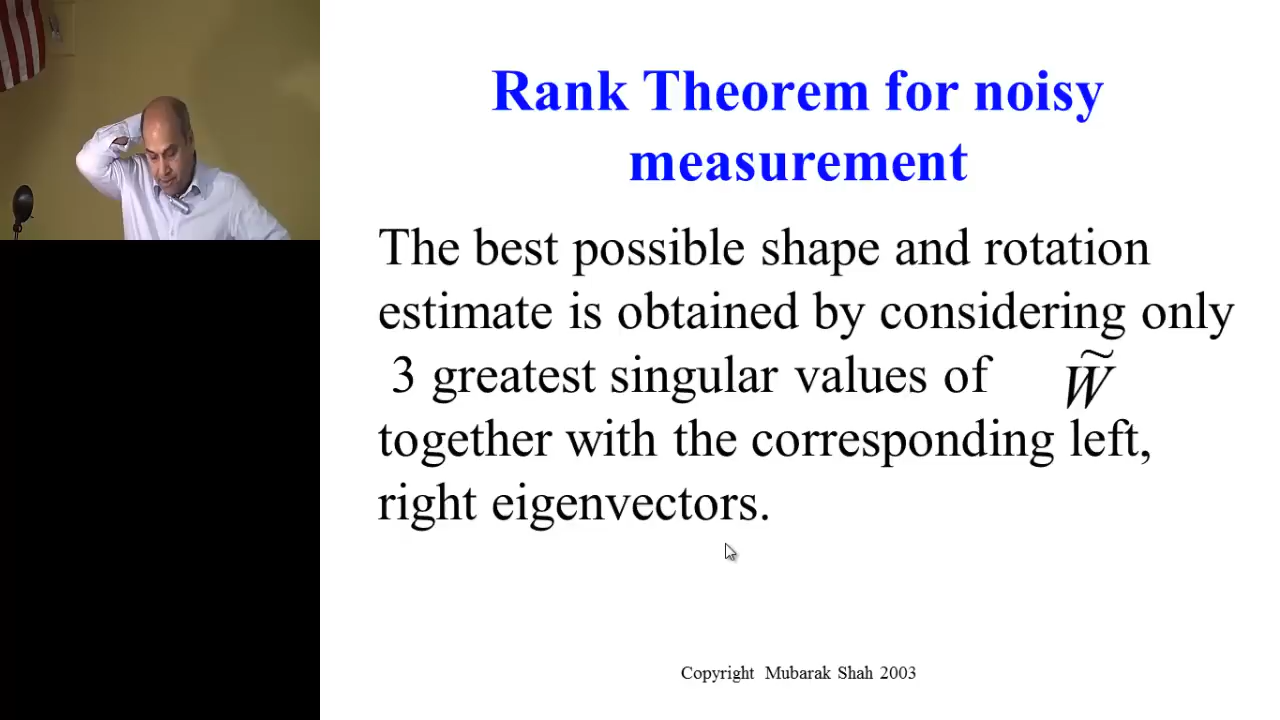 Rank Theorem for noisy
measurement
The best possible shape and rotation
estimate is obtained by considering only
3 greatest singular values of W̃
together with the corresponding left,
right eigenvectors.
Copyright Mubarak Shah 2003